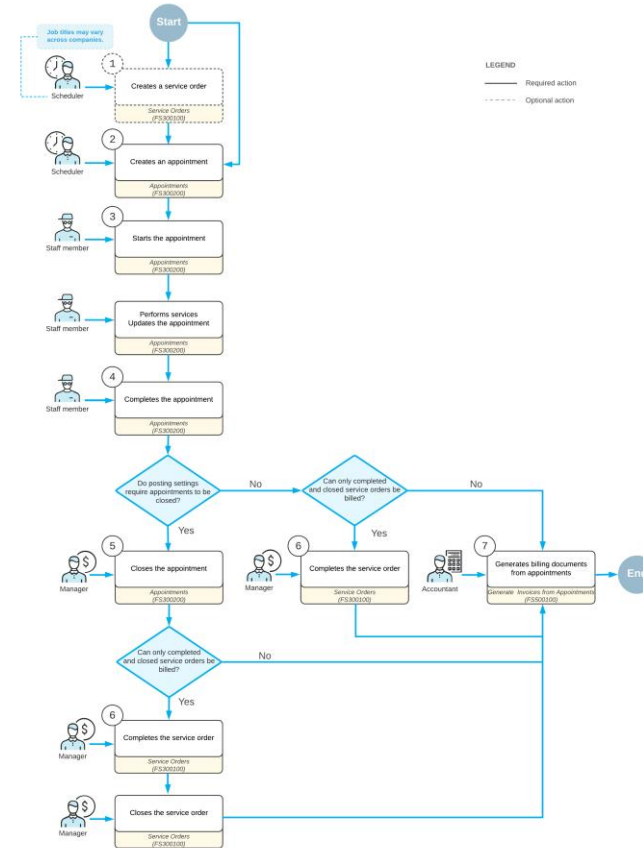 Start
Job titles may vary
across companies.
LEGEND
Required action
Optional action
1
Scheduler
Creates a service order
Service Orders
(FS300100)
2
Scheduler
Creates an appointment
Appointments
(FS300200)
3
Staff member
Starts the appointment
Appointments
(FS300200)
Staff member
Performs services
Updates the appointment
Appointments
(FS300200)
4
Staff member
Completes the appointment
Appointments
(FS300200)
Do posting settings
require appointments to be
closed?
No
Can only completed
and closed service orders be
billed?
No
Yes
Yes
5
Manager
Closes the appointment
Appointments
(FS300200)
6
Manager
Completes the service order
Service Orders
(FS300100)
7
Accountant
Generates billing documents
from appointments
Generate Invoices from Appointments
(FS500100)
End
Can only completed
and closed service orders be
billed?
No
Yes
6
Manager
Completes the service order
Service Orders
(FS300100)
Manager
Closes the service order
Service Orders
(FS300100)